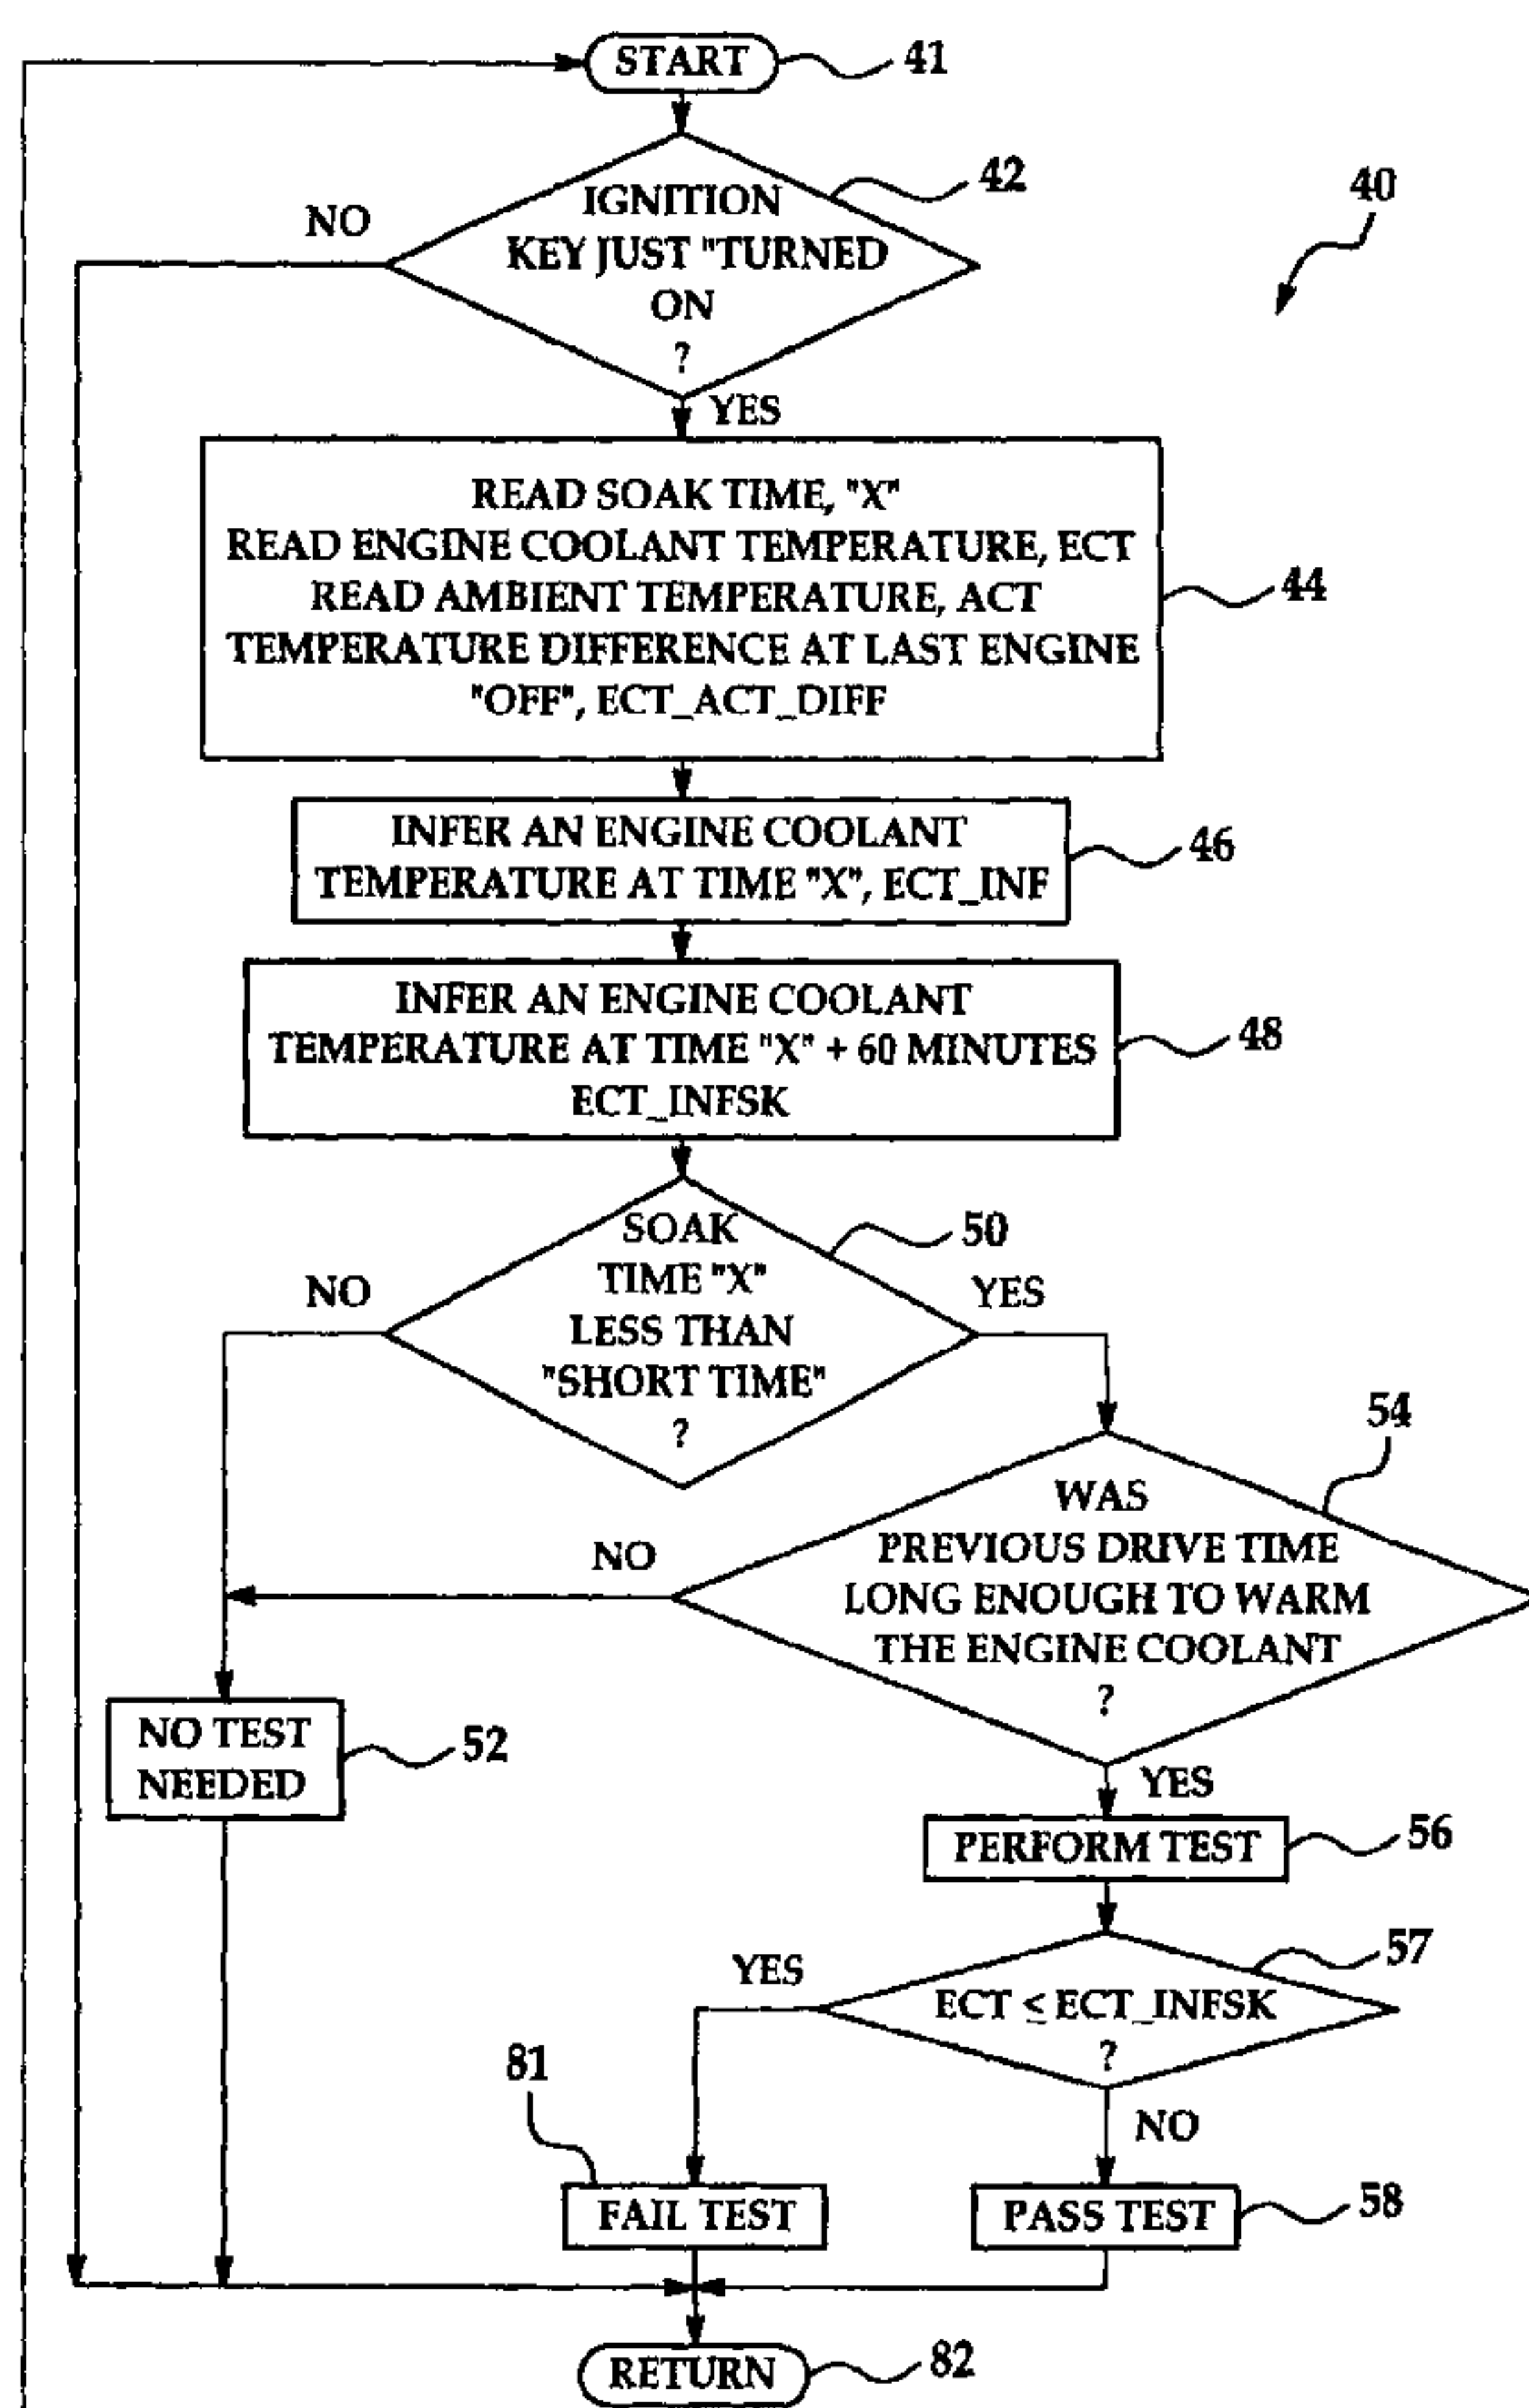 START
41
IGNITION
KEY JUST "TURNED
ON
?
42
40
NO
YES
READ SOAK TIME, "X"
READ ENGINE COOLANT TEMPERATURE, ECT
READ AMBIENT TEMPERATURE, ACT
TEMPERATURE DIFFERENCE AT LAST ENGINE
"OFF", ECT_ACT_DIFF
44
INFER AN ENGINE COOLANT
TEMPERATURE AT TIME "X", ECT_INF
46
INFER AN ENGINE COOLANT
TEMPERATURE AT TIME "X" + 60 MINUTES
ECT_INFSK
48
SOAK
TIME "X"
LESS THAN
"SHORT TIME"
?
50
NO
YES
54
WAS
PREVIOUS DRIVE TIME
LONG ENOUGH TO WARM
THE ENGINE COOLANT
?
NO
YES
NO TEST
NEEDED
52
PERFORM TEST
56
57
ECT ≤ ECT_INFSK
?
YES
NO
81
FAIL TEST
PASS TEST
58
RETURN
82